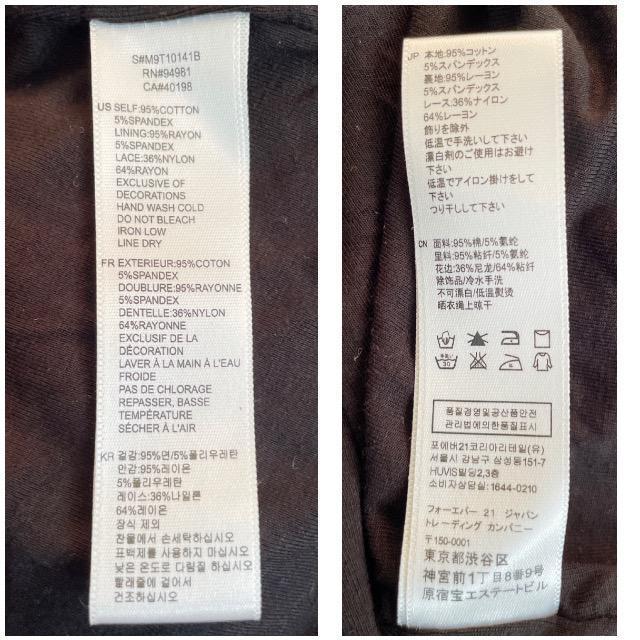 S#M9T10141B
RN#94981
CA#40198
US SELF:95%COTTON
5%SPANDEX
LINING:95%RAYON
5%SPANDEX
LACE:36%NYLON
64%RAYON
EXCLUSIVE OF
DECORATIONS
HAND WASH COLD
DO NOT BLEACH
IRON LOW
LINE DRY
FR EXTERIEUR:95%COTON
5%SPANDEX
DOUBLURE:95%RAYONNE
5%SPANDEX
DENTELLE:36%NYLON
64%RAYONNE
EXCLUSIF DE LA
DÉCORATION
LAVER À LA MAIN À L'EAU
FROIDE
PAS DE CHLORAGE
REPASSER, BASSE
TEMPÉRATURE
SÉCHER À L'AIR
KR 겉감:95%면/5%폴리우레탄
안감:95%레이온
5%폴리우레탄
레이스:36%나일론
64%레이온
장식 제외
찬물에서 손세탁하십시오
표백제를 사용하지 마십시오
낮은 온도로 다림질 하십시오
빨래줄에 걸어서
건조하십시오
JP 本地:95%コットン
5%スパンデックス
裏地:95%レーヨン
5%スパンデックス
レース:36%ナイロン
64%レーヨン
飾りを除外
低温で手洗いして下さい
漂白剤のご使用はお避け
下さい
低温でアイロン掛けをして
下さい
つり干しして下さい
CN 面料:95%棉/5%氨纶
里料:95%粘纤/5%氨纶
花边:36%尼龙/64%粘纤
除饰品/冷水手洗
不可漂白/低温熨烫
晒衣绳上晾干
품질경영및공산품안전
관리법에의한품질표시
포에버21코리아리테일(유)
서울시 강남구 삼성동151-7
HUVIS빌딩2,3층
소비자상담실: 1644-0210
フォーエバー 21 ジャパン
トレーディング カンパニー
〒150-0001
東京都渋谷区
神宮前1丁目8番9号
原宿宝エステートビル